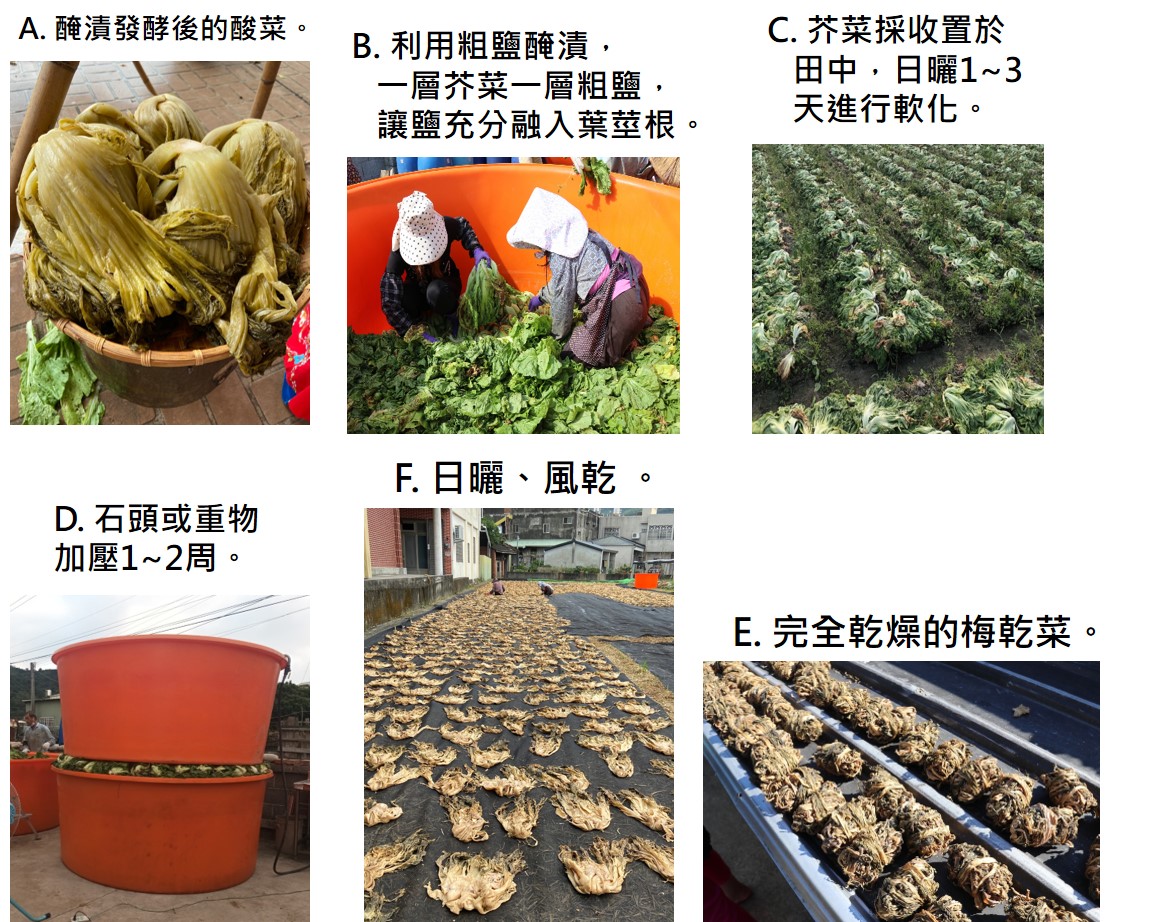 A. 醃漬發酵後的酸菜。
B. 利用粗鹽醃漬，
一層芥菜一層粗鹽，
讓鹽充分融入葉莖根。
C. 芥菜採收置於
田中，日曬1~3
天進行軟化。
D. 石頭或重物
加壓1~2周。
F. 日曬、風乾 。
E. 完全乾燥的梅乾菜。